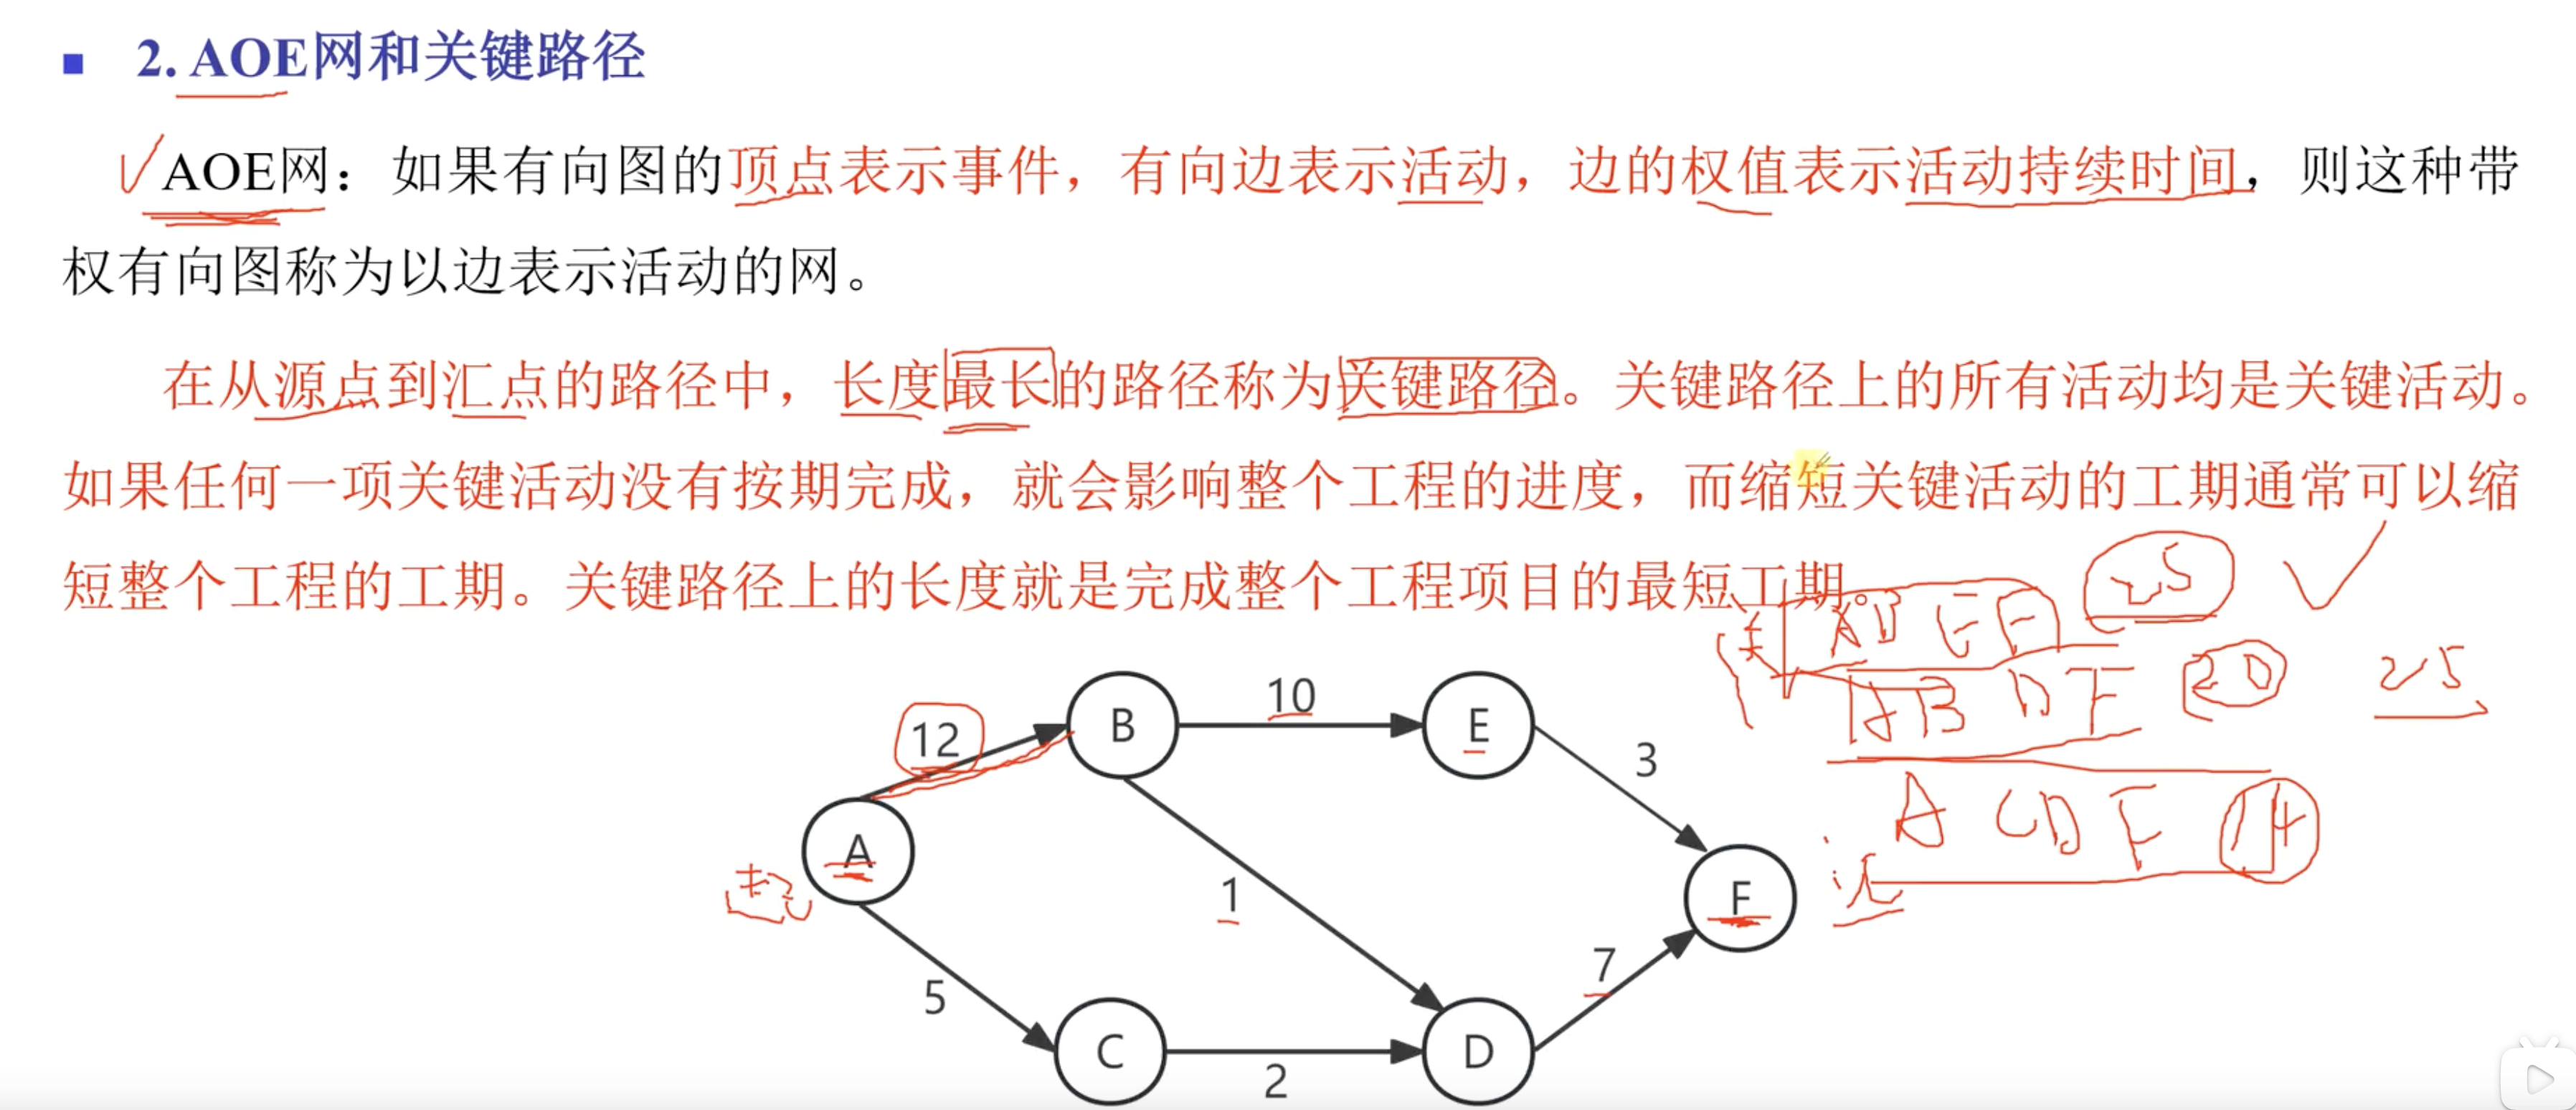 2. AOE网和关键路径
AOE网：如果有向图的顶点表示事件，有向边表示活动，边的权值表示活动持续时间，则这种带
权有向图称为以边表示活动的网。
在从源点到汇点的路径中，长度最长的路径称为关键路径。关键路径上的所有活动均是关键活动。
如果任何一项关键活动没有按期完成，就会影响整个工程的进度，而缩短关键活动的工期通常可以缩
短整个工程的工期。关键路径上的长度就是完成整个工程项目的最短工期。
ABEF 25
ABDF 20 25
ACDF 14
12
B
10
E
3
A
起
1
F
7
5
C
2
D